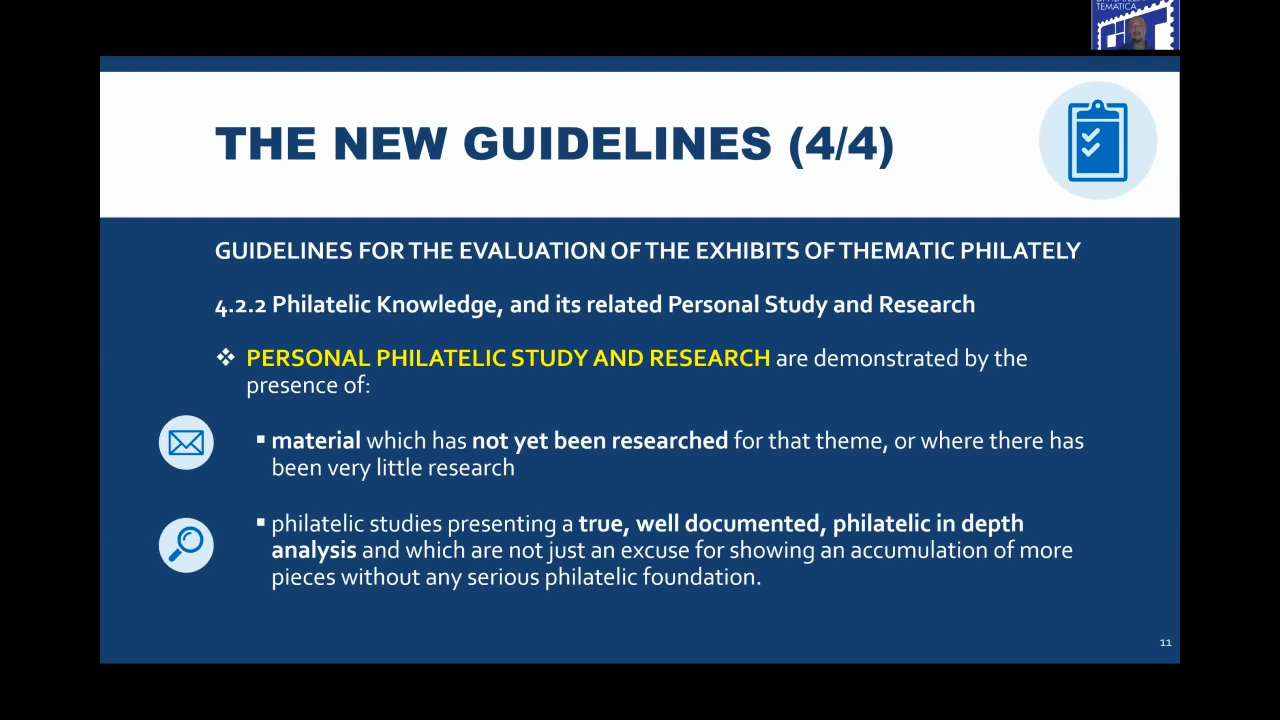 TEMATICA
THE NEW GUIDELINES (4/4)
GUIDELINES FOR THE EVALUATION OF THE EXHIBITS OF THEMATIC PHILATELY
4.2.2 Philatelic Knowledge, and its related Personal Study and Research
❖ PERSONAL PHILATELIC STUDY AND RESEARCH are demonstrated by the
presence of:
▪ material which has not yet been researched for that theme, or where there has
been very little research
▪ philatelic studies presenting a true, well documented, philatelic in depth
analysis and which are not just an excuse for showing an accumulation of more
pieces without any serious philatelic foundation.
11